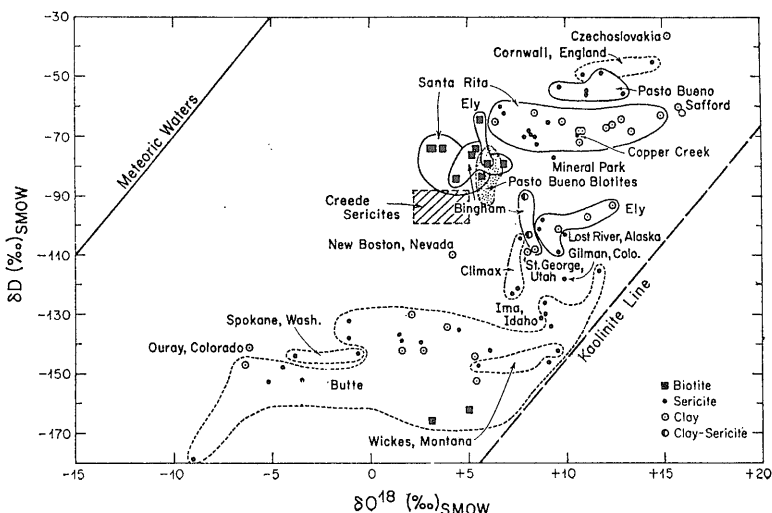 -30
-50
-70
-90
-110
-130
-150
-170
δD (‰)SMOW
-15
-10
-5
0
+5
+10
+15
+20
δO18 (‰)SMOW
Meteoric Waters
Kaolinite Line
Czechoslovakia
Cornwall, England
Santa Rita
Pasto Bueno
Ely
Safford
Copper Creek
Mineral Park
Pasto Bueno Biotites
Creede
Sericites
Bingham
Ely
New Boston, Nevada
Lost River, Alaska
Gilman, Colo.
St. George,
Utah
Climax
Ima,
Idaho
Spokane, Wash.
Ouray, Colorado
Butte
Wickes, Montana
Biotite
Sericite
Clay
Clay-Sericite